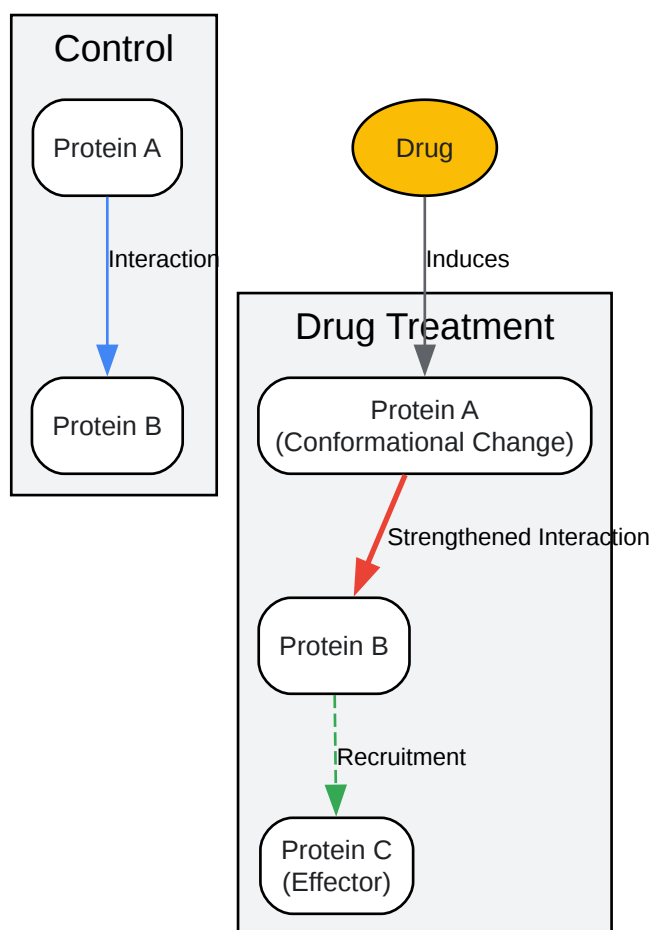 Control
Protein A
Interaction
Protein B
Drug
Induces
Drug Treatment
Protein A
(Conformational Change)
Strengthened Interaction
Protein B
Recruitment
Protein C
(Effector)